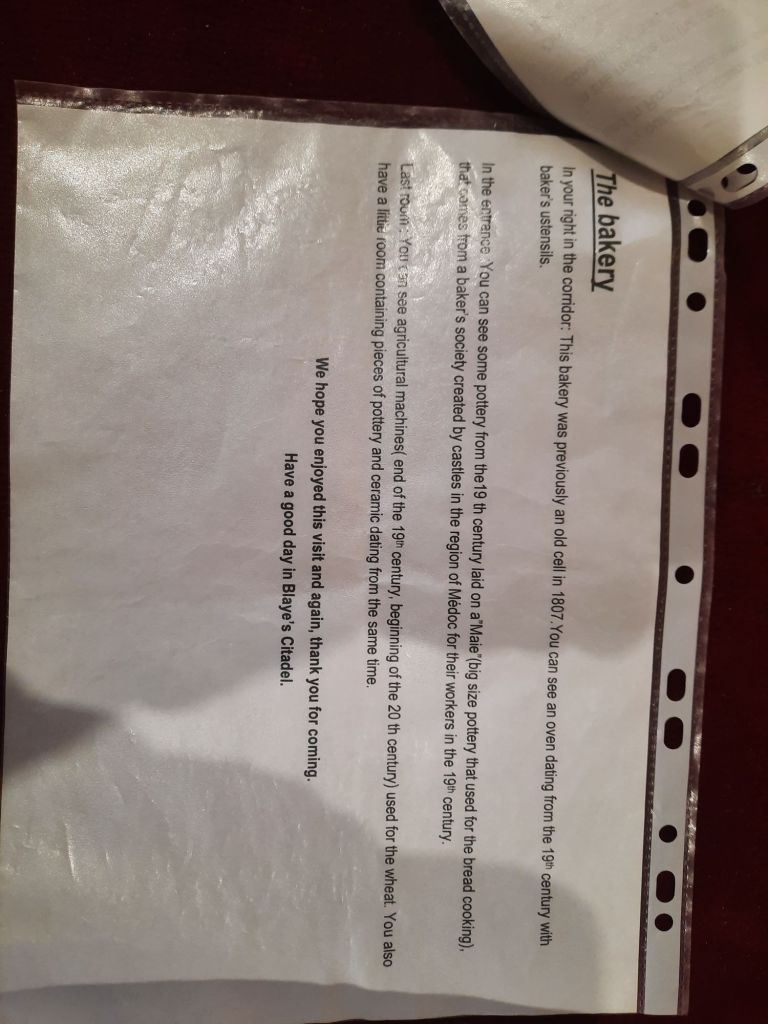 The bakery
In your right in the corridor: This bakery was previously an old cell in 1807.You can see an oven dating from the 19th century with
baker's ustensils.
In the entrance :You can see some pottery from the19 th century laid on a"Maie"(big size pottery that used for the bread cooking),
that comes from a baker's society created by castles in the region of Médoc for their workers in the 19th century.
Last room : You can see agricultural machines( end of the 19th century, beginning of the 20 th century) used for the wheat. You also
have a little room containing pieces of pottery and ceramic dating from the same time.
We hope you enjoyed this visit and again, thank you for coming.
Have a good day in Blaye's Citadel.